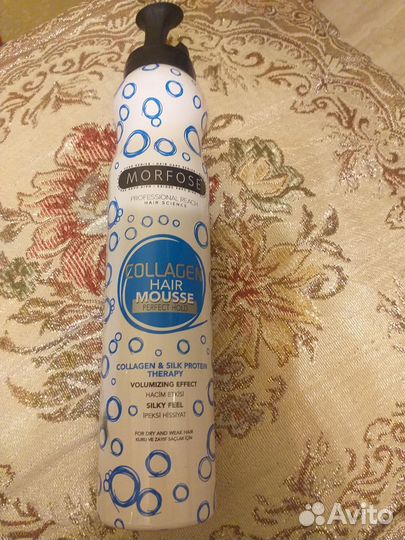 MORFOSE
PROFESSIONAL REACH
HAIR SCIENCE
COLLAGEN
HAIR
MOUSSE
PERFECT HOLD
COLLAGEN & SILK PROTEIN
THERAPY
VOLUMIZING EFFECT
HACİM ETKİSİ
SILKY FEEL
İPEKSİ HİSSİYAT
FOR DRY AND WEAK HAIR
KURU VE ZAYIF SAÇLAR İÇİN
Avito